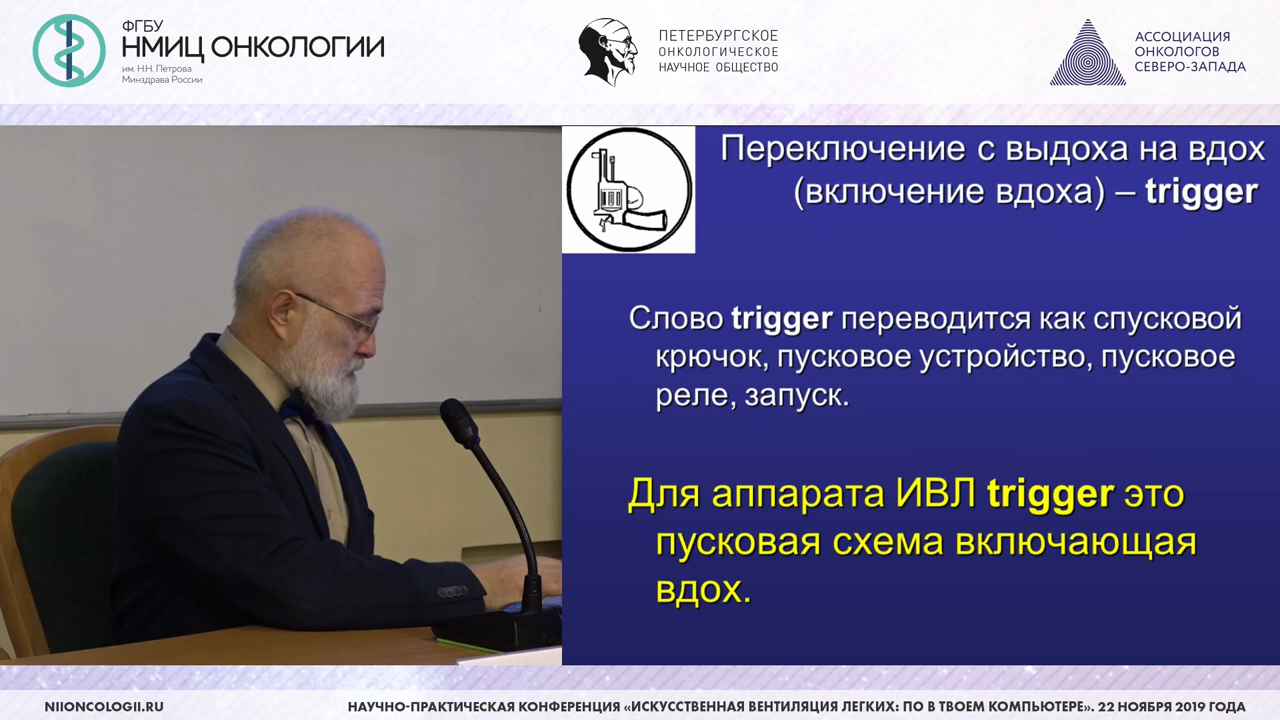 ФГБУ
НМИЦ ОНКОЛОГИИ
им. Н.Н. Петрова
Минздрава России
ПЕТЕРБУРГСКОЕ
ОНКОЛОГИЧЕСКОЕ
НАУЧНОЕ ОБЩЕСТВО
АССОЦИАЦИЯ
ОНКОЛОГОВ
СЕВЕРО-ЗАПАДА
Переключение с выдоха на вдох
(включение вдоха) – trigger
Слово trigger переводится как спусковой
крючок, пусковое устройство, пусковое
реле, запуск.
Для аппарата ИВЛ trigger это
пусковая схема включающая
вдох.
NIIONCOLOGII.RU
НАУЧНО-ПРАКТИЧЕСКАЯ КОНФЕРЕНЦИЯ «ИСКУССТВЕННАЯ ВЕНТИЛЯЦИЯ ЛЕГКИХ: ПО В ТВОЕМ КОМПЬЮТЕРЕ». 22 НОЯБРЯ 2019 ГОДА